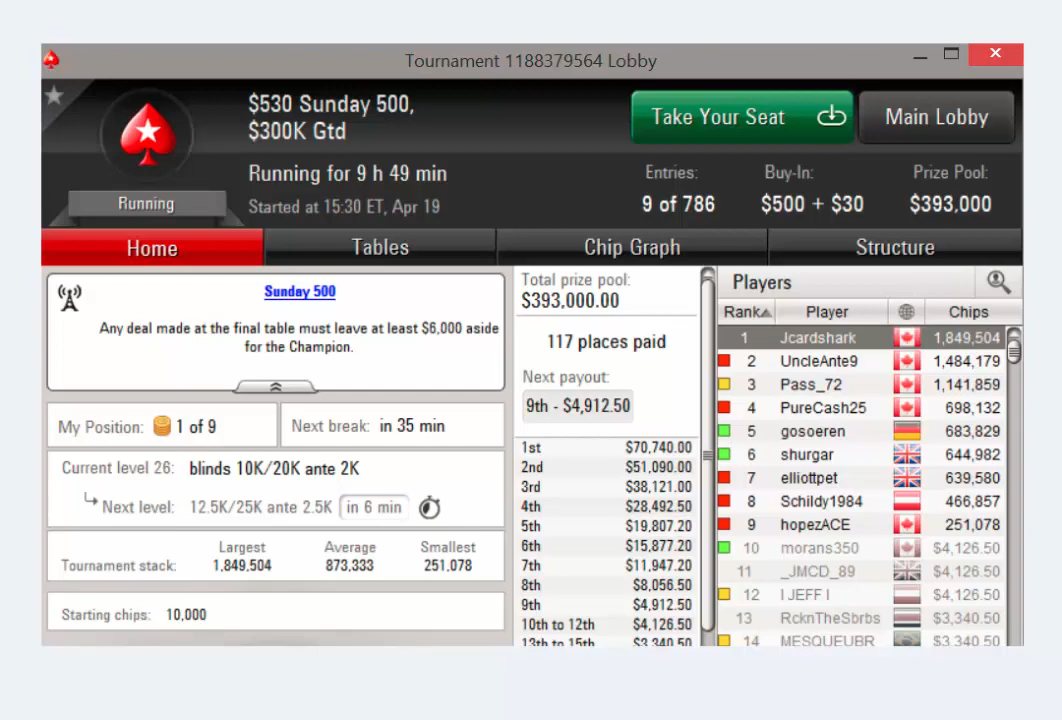 Tournament 1188379564 Lobby
$530 Sunday 500,
$300K Gtd
Take Your Seat
Main Lobby
Running for 9 h 49 min
Entries:
Buy-In:
Prize Pool:
Running
Started at 15:30 ET, Apr 19
9 of 786
$500 + $30
$393,000
Home
Tables
Chip Graph
Structure
Sunday 500
Any deal made at the final table must leave at least $6,000 aside
for the Champion.
My Position: 1 of 9
Next break: in 35 min
Current level 26: blinds 10K/20K ante 2K
Next level: 12.5K/25K ante 2.5K in 6 min
Largest Average Smallest
Tournament stack: 1,849,504 873,333 251,078
Starting chips: 10,000
Total prize pool:
$393,000.00
117 places paid
Next payout:
9th - $4,912.50
1st $70,740.00
2nd $51,090.00
3rd $38,121.00
4th $28,492.50
5th $19,807.20
6th $15,877.20
7th $11,947.20
8th $8,056.50
9th $4,912.50
10th to 12th $4,126.50
13th to 15th $3,340.50
Players
Rank Player Chips
1 Jcardshark 1,849,504
2 UncleAnte9 1,484,179
3 Pass_72 1,141,859
4 PureCash25 698,132
5 gosoeren 683,829
6 shurgar 644,982
7 elliottpet 639,580
8 Schildy1984 466,857
9 hopezACE 251,078
10 morans350 $4,126.50
11 _JMCD_89 $4,126.50
12 I JEFF I $4,126.50
13 RcknTheSbrbs $3,340.50
14 MESQUEUBR $3,340.50